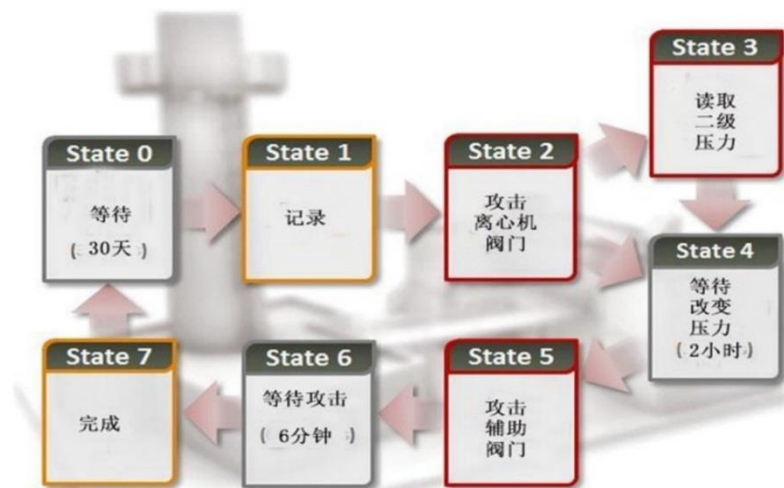 State 0
等待
(30天)
State 1
记录
State 2
攻击
离心机
阀门
State 3
读取
二级
压力
State 4
等待
改变
压力
(2小时)
State 5
攻击
辅助
阀门
State 6
等待攻击
(6分钟)
State 7
完成